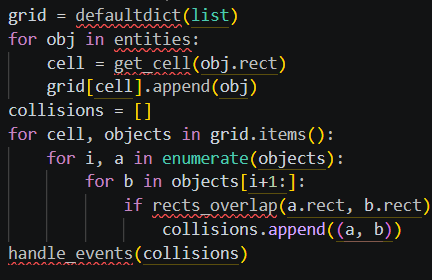 grid = defaultdict(list)
for obj in entities:
    cell = get_cell(obj.rect)
    grid[cell].append(obj)
collisions = []
for cell, objects in grid.items():
    for i, a in enumerate(objects):
        for b in objects[i+1:]:
            if rects_overlap(a.rect, b.rect)
                collisions.append((a, b))
handle_events(collisions)